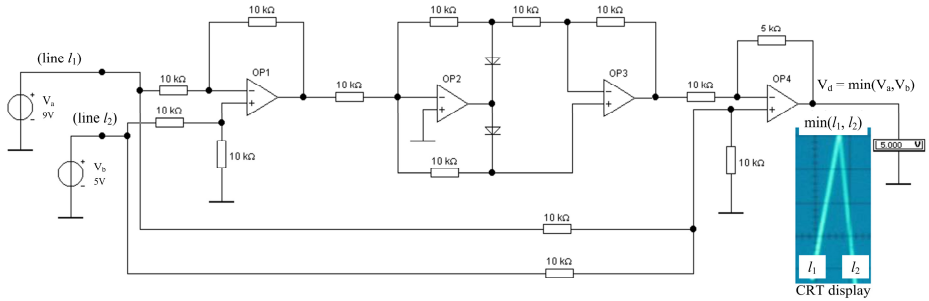 10 kΩ
10 kΩ
10 kΩ
10 kΩ
5 kΩ
(line l₁)
10 kΩ
OP1
10 kΩ
OP2
OP3
10 kΩ
OP4
Vd = min(Va,Vb)
Va
9V
(line l₂)
10 kΩ
min(l₁, l₂)
5.000 V
Vb
5V
10 kΩ
10 kΩ
10 kΩ
10 kΩ
10 kΩ
l₁ l₂
CRT display